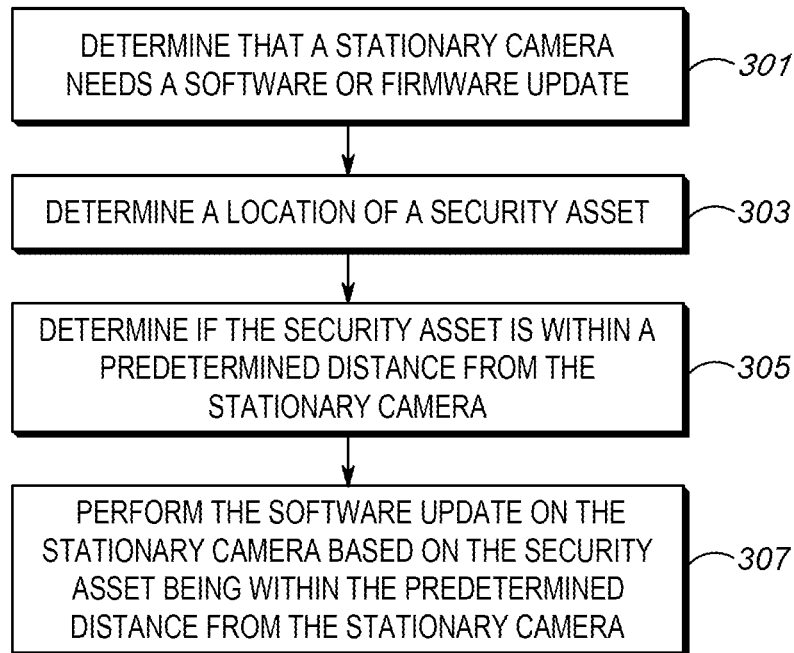 DETERMINE THAT A STATIONARY CAMERA
NEEDS A SOFTWARE OR FIRMWARE UPDATE
301
DETERMINE A LOCATION OF A SECURITY ASSET
303
DETERMINE IF THE SECURITY ASSET IS WITHIN A
PREDETERMINED DISTANCE FROM THE
STATIONARY CAMERA
305
PERFORM THE SOFTWARE UPDATE ON THE
STATIONARY CAMERA BASED ON THE SECURITY
ASSET BEING WITHIN THE PREDETERMINED
DISTANCE FROM THE STATIONARY CAMERA
307